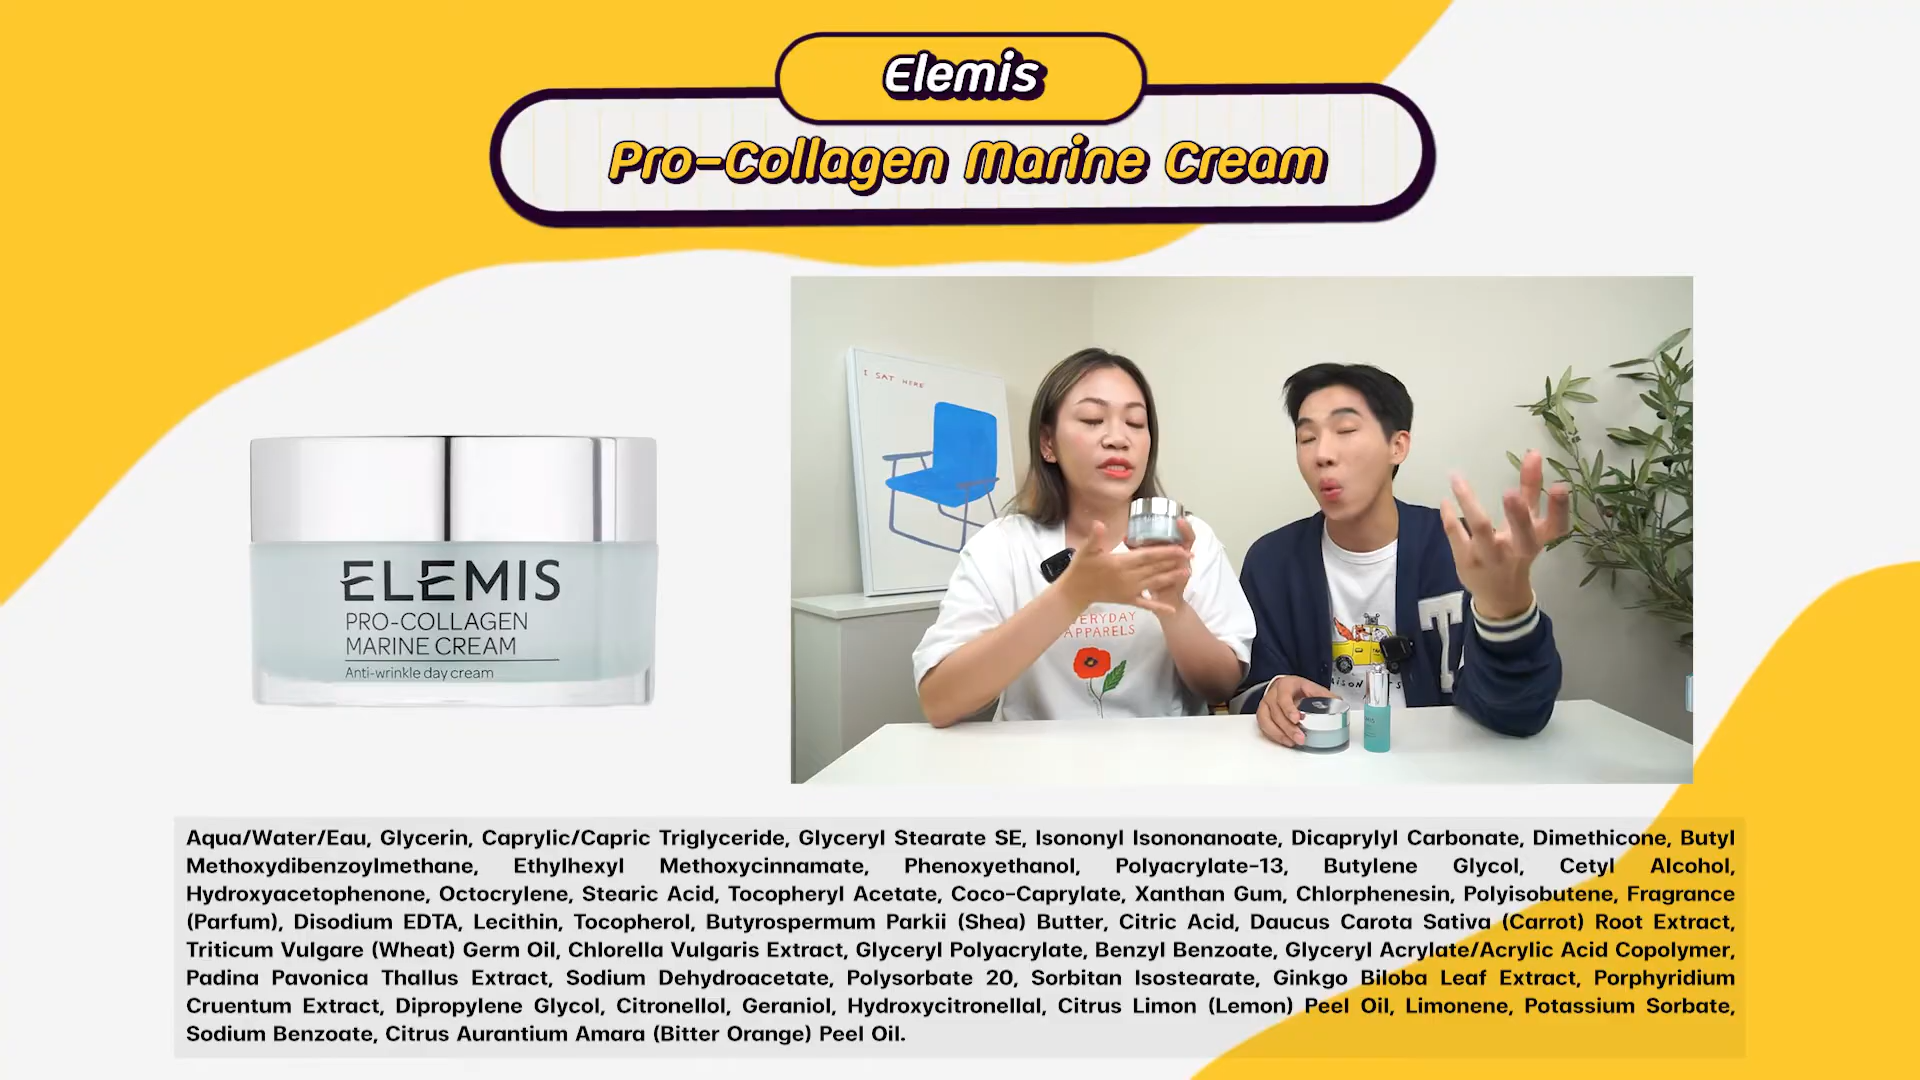 Elemis
Pro-Collagen Marine Cream
I SAT HERE
ELEMIS
PRO-COLLAGEN
MARINE CREAM
Anti-wrinkle day cream
EVERYDAY
APPARELS
T
Aqua/Water/Eau, Glycerin, Caprylic/Capric Triglyceride, Glyceryl Stearate SE, Isononyl Isononanoate, Dicaprylyl Carbonate, Dimethicone, Butyl
Methoxydibenzoylmethane, Ethylhexyl Methoxycinnamate, Phenoxyethanol, Polyacrylate-13, Butylene Glycol, Cetyl Alcohol,
Hydroxyacetophenone, Octocrylene, Stearic Acid, Tocopheryl Acetate, Coco-Caprylate, Xanthan Gum, Chlorphenesin, Polyisobutene, Fragrance
(Parfum), Disodium EDTA, Lecithin, Tocopherol, Butyrospermum Parkii (Shea) Butter, Citric Acid, Daucus Carota Sativa (Carrot) Root Extract,
Triticum Vulgare (Wheat) Germ Oil, Chlorella Vulgaris Extract, Glyceryl Polyacrylate, Benzyl Benzoate, Glyceryl Acrylate/Acrylic Acid Copolymer,
Padina Pavonica Thallus Extract, Sodium Dehydroacetate, Polysorbate 20, Sorbitan Isostearate, Ginkgo Biloba Leaf Extract, Porphyridium
Cruentum Extract, Dipropylene Glycol, Citronellol, Geraniol, Hydroxycitronellal, Citrus Limon (Lemon) Peel Oil, Limonene, Potassium Sorbate,
Sodium Benzoate, Citrus Aurantium Amara (Bitter Orange) Peel Oil.